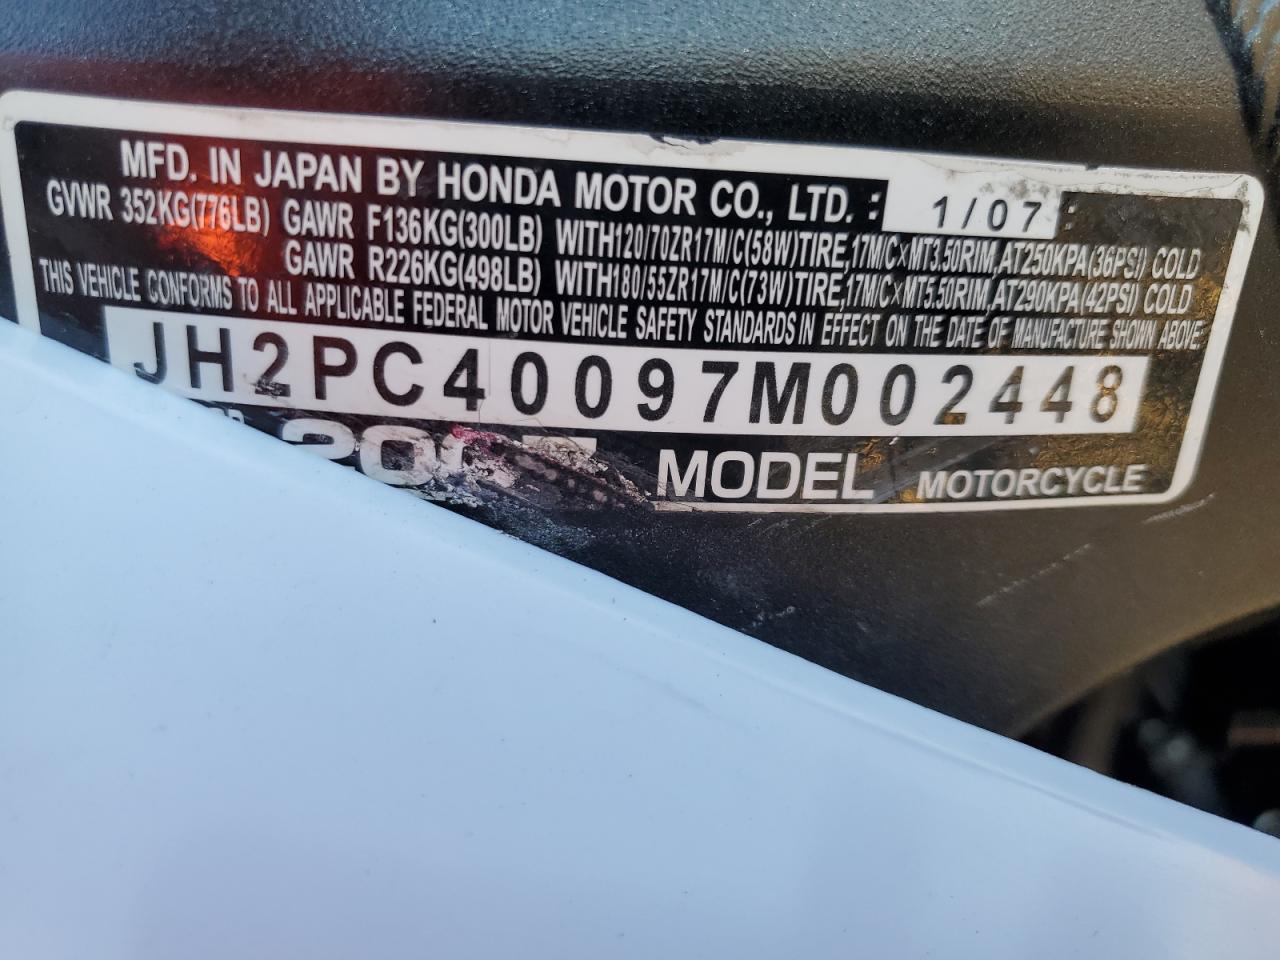 MFD. IN JAPAN BY HONDA MOTOR CO., LTD. : 1/07 :
GVWR 352KG(776LB) GAWR F136KG(300LB) WITH120/70ZR17M/C(58W)TIRE,17M/C×MT3.50RIM,AT250KPA(36PSI) COLD
GAWR R226KG(498LB) WITH180/55ZR17M/C(73W)TIRE,17M/C×MT5.50RIM,AT290KPA(42PSI) COLD
THIS VEHICLE CONFORMS TO ALL APPLICABLE FEDERAL MOTOR VEHICLE SAFETY STANDARDS IN EFFECT ON THE DATE OF MANUFACTURE SHOWN ABOVE
JH2PC40097M002448
2007 MODEL MOTORCYCLE